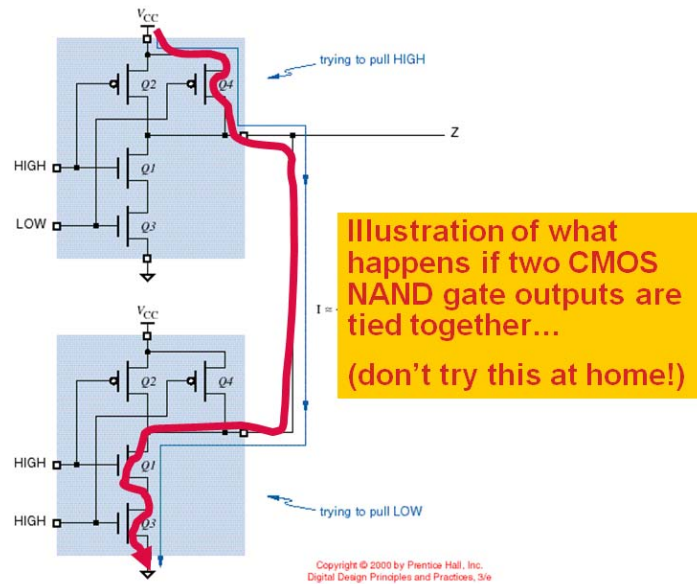 VCC
trying to pull HIGH
Q2
Q4
Z
HIGH
Q1
LOW
Q3
Illustration of what
happens if two CMOS
NAND gate outputs are
tied together...
(don't try this at home!)
I =
VCC
Q2
Q4
HIGH
Q1
HIGH
Q3
trying to pull LOW
Copyright © 2000 by Prentice Hall, Inc.
Digital Design Principles and Practices, 3/e